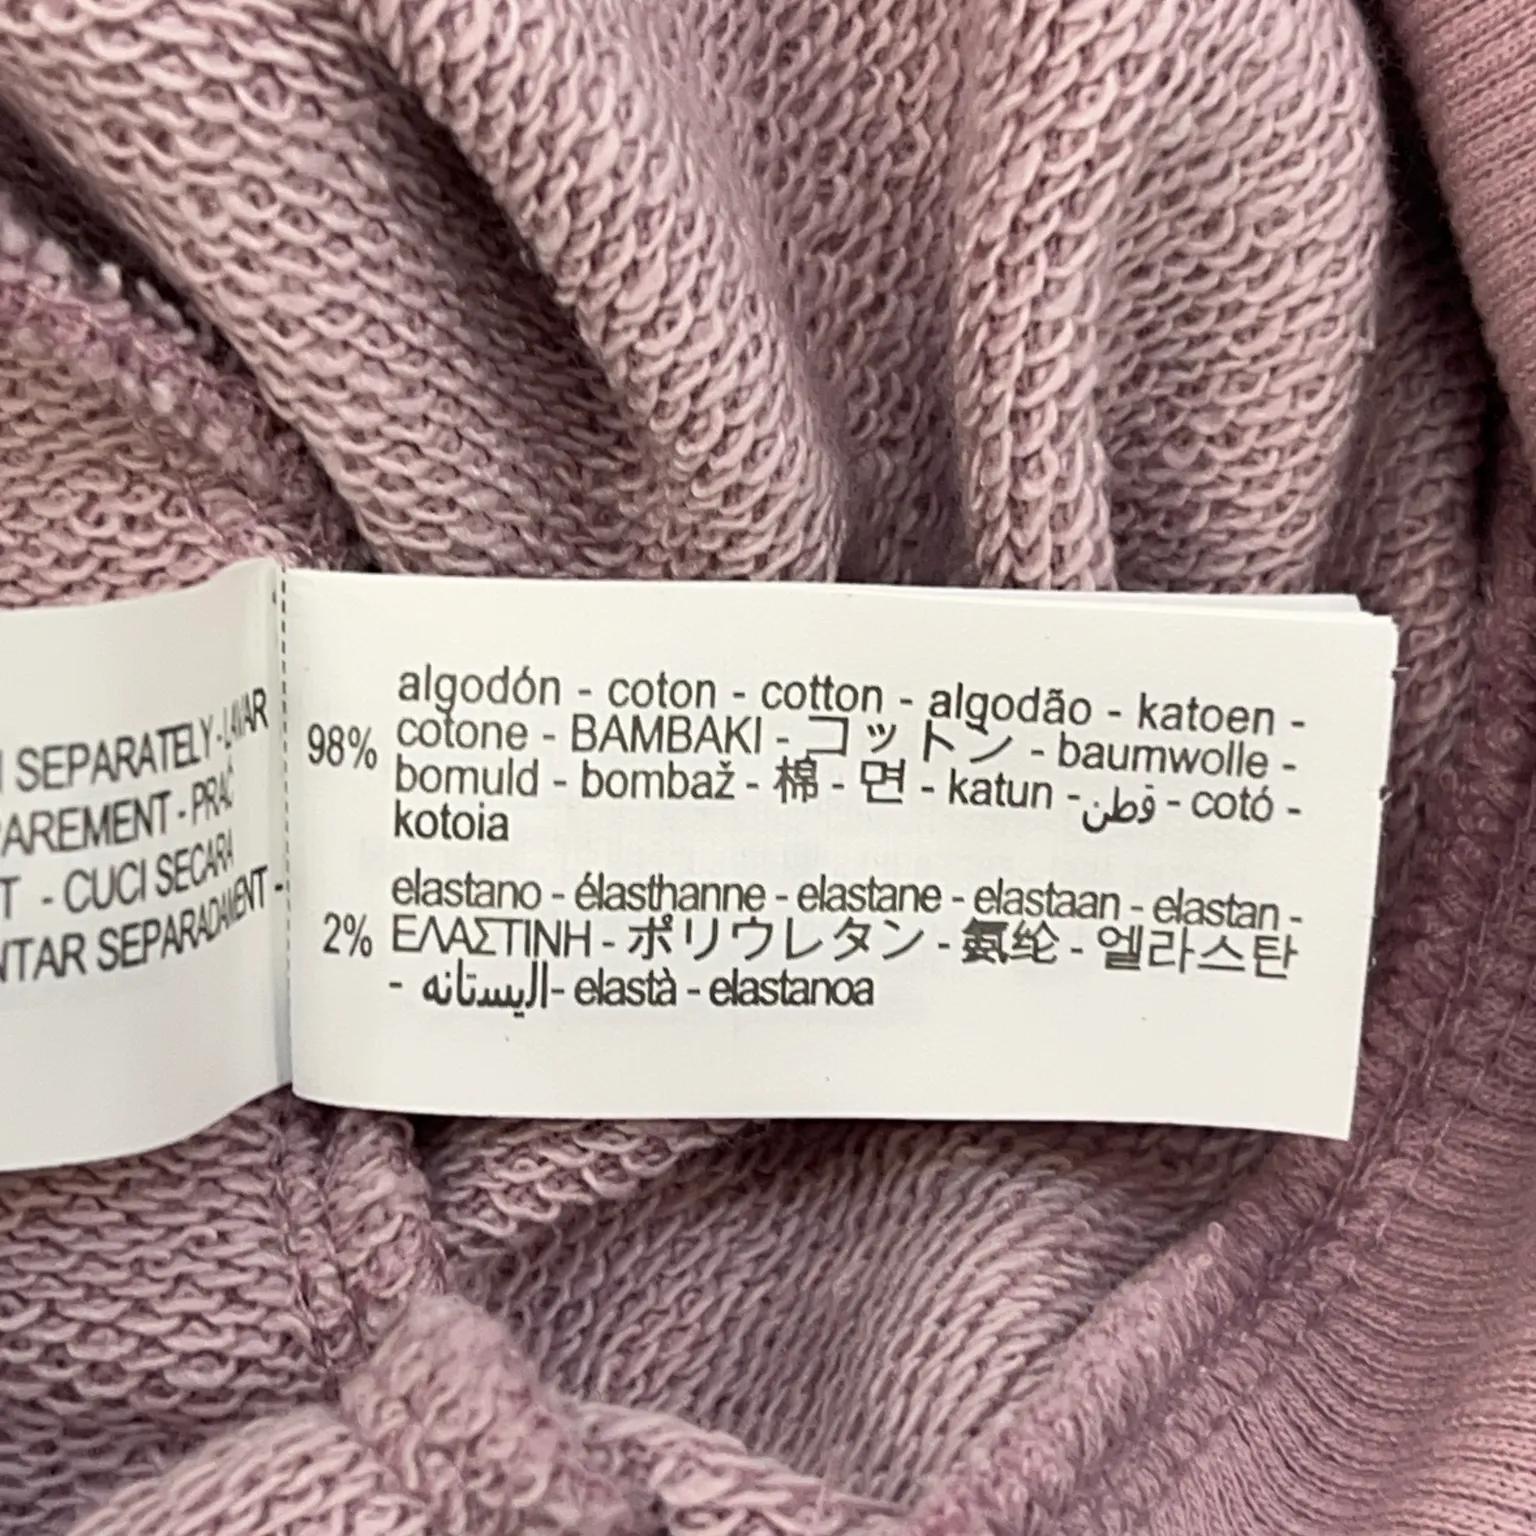 SEPARATELY - LAVAR
PAREMENT - PRAĆ
T - CUCI SECARA
NTAR SEPARADAMENT -
algodón - coton - cotton - algodão - katoen -
98% cotone - BAMBAKI - コットン - baumwolle -
bomuld - bombaž - 棉 - 면 - katun - قطن - cotó -
kotoia
elastano - élasthanne - elastane - elastaan - elastan -
2% ΕΛΑΣΤΙΝΗ - ポリウレタン - 氨纶 - 엘라스탄
- اليستانه - elastà - elastanoa